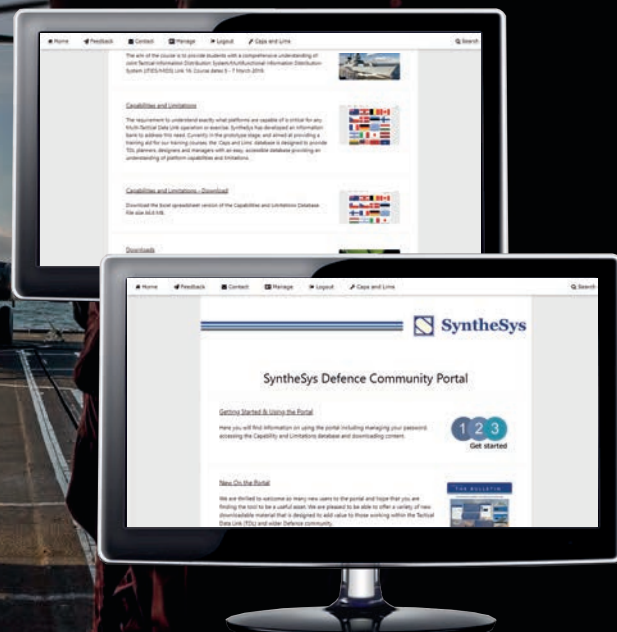 Home Feedback Contact Manage Logout Caps and Lims Search
The aim of the course is to provide students with a comprehensive understanding of
Joint Tactical Information Distribution System/Multifunctional Information Distribution
System (JTIDS/MIDS) Link 16. Course dates 5 - 7 March 2019.
Capabilities and Limitations
The requirement to understand exactly what platforms are capable of is critical for any
Multi-Tactical Data Link operation or exercise. SyntheSys has developed an information
bank to address this need. Currently in the prototype stage, and aimed at providing a
training aid for our training courses, the 'Caps and Lims' database is designed to provide
TDL planners, designers and managers with an easy, accessible database providing an
understanding of platform capabilities and limitations.
Capabilities and Limitations - Download
Download the Excel spreadsheet version of the Capabilities and Limitations Database.
Downloads
Home Feedback Contact Manage Logout Caps and Lims Search
SyntheSys
SyntheSys Defence Community Portal
Getting Started & Using the Portal
Here you will find information on using the portal including managing your password,
accessing the Capability and Limitations database and downloading content.
1 2 3
Get started
New On the Portal
We are thrilled to welcome so many new users to the portal and hope that you are
finding the tool to be a useful asset. We are pleased to be able to offer a variety of new
downloadable material that is designed to add value to those working within the Tactical
Data Link (TDL) and wider Defence community.
THE BULLETIN